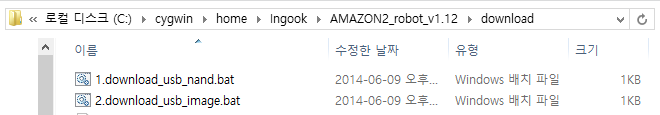 로컬 디스크 (C:) › cygwin › home › Ingook › AMAZON2_robot_v1.12 › download
이름 수정한 날짜 유형 크기
1.download_usb_nand.bat 2014-06-09 오후... Windows 배치 파일 1KB
2.download_usb_image.bat 2014-06-09 오후... Windows 배치 파일 1KB